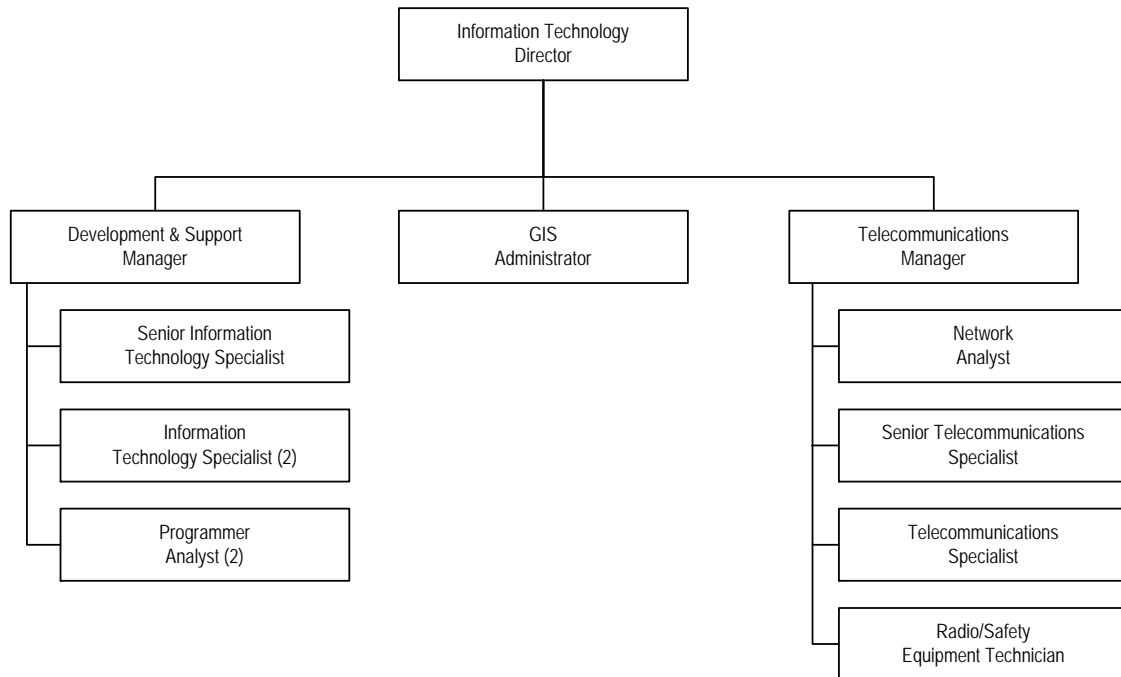 Information Technology
Director
Development & Support
Manager
GIS
Administrator
Telecommunications
Manager
Senior Information
Technology Specialist
Information
Technology Specialist (2)
Programmer
Analyst (2)
Network
Analyst
Senior Telecommunications
Specialist
Telecommunications
Specialist
Radio/Safety
Equipment Technician